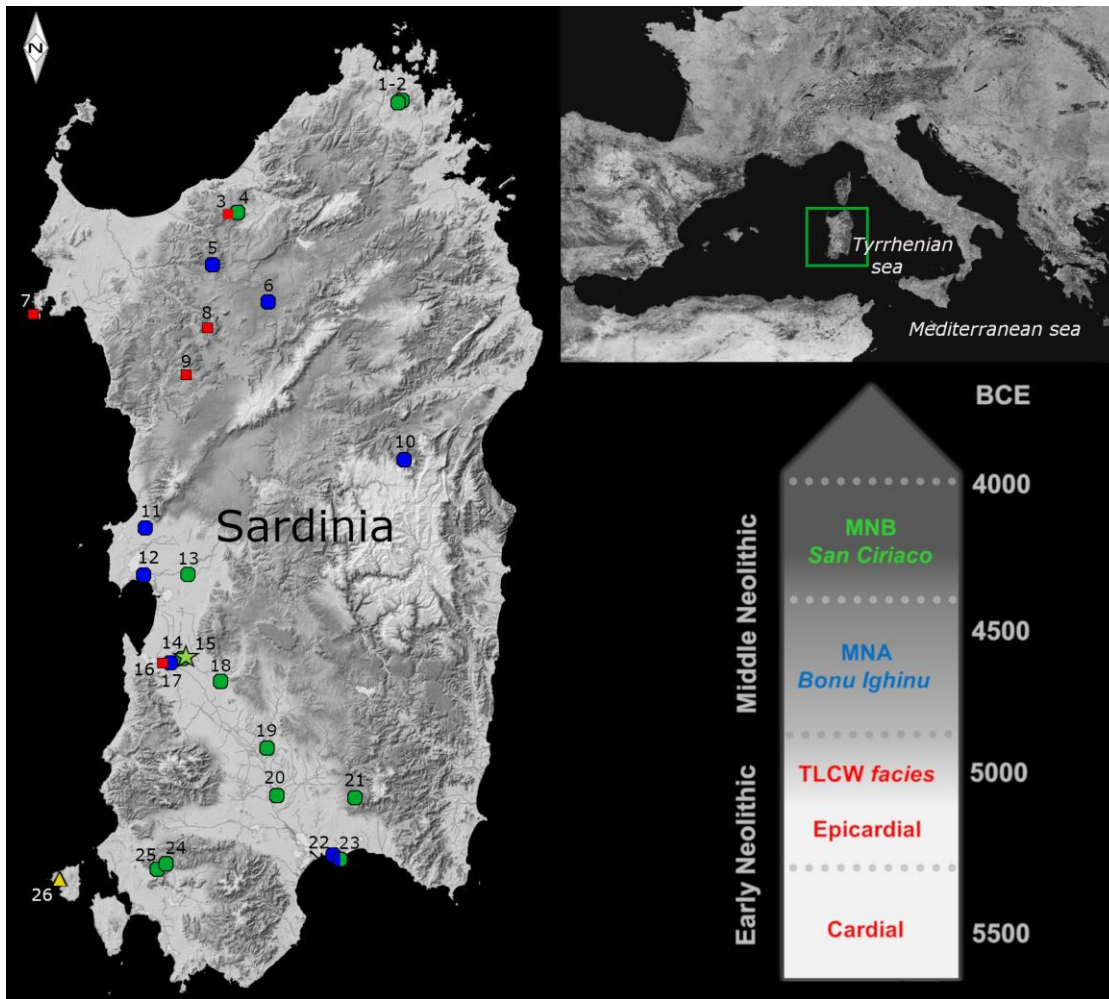 N
1-2
3 4
5
6
7
8
9
10
11
Sardinia
12 13
14 15
16
17 18
19
20 21
22 23
25 24
26
Tyrrhenian
sea
Mediterranean sea
BCE
4000
MNB
San Ciriaco
4500
Middle Neolithic
MNA
Bonu Ighinu
TLCW facies
5000
Early Neolithic
Epicardial
Cardial
5500